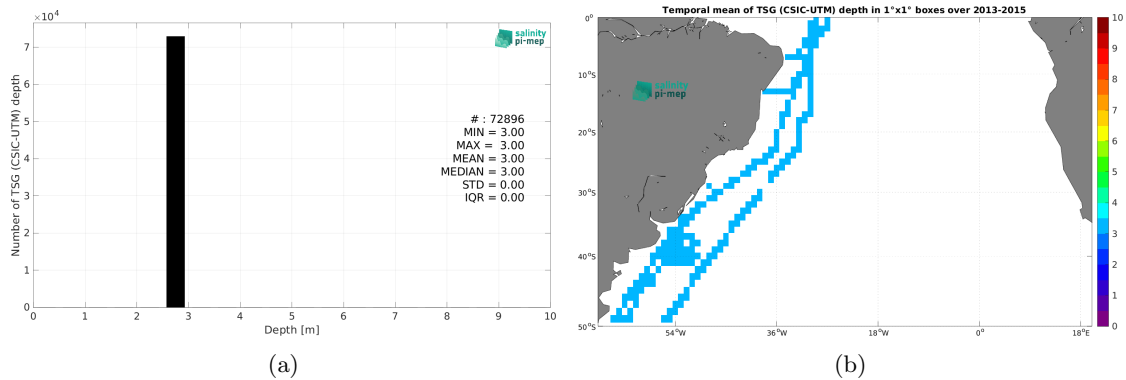 ×10^4
7
6
5
4
3
2
1
0
Number of TSG (CSIC-UTM) depth
salinity
pi-mep
# : 72896
MIN = 3.00
MAX = 3.00
MEAN = 3.00
MEDIAN = 3.00
STD = 0.00
IQR = 0.00
0 1 2 3 4 5 6 7 8 9 10
Depth [m]
(a)
Temporal mean of TSG (CSIC-UTM) depth in 1°x1° boxes over 2013-2015
0°
10°S
20°S
30°S
40°S
50°S
salinity
pi-mep
54°W 36°W 18°W 0° 18°E
10
9
8
7
6
5
4
3
2
1
0
(b)